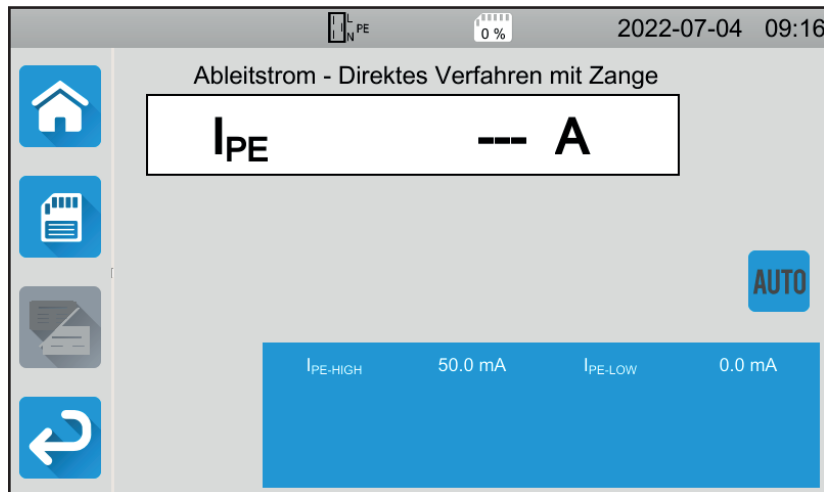 L
N PE 0 % 2022-07-04 09:16
Ableitstrom - Direktes Verfahren mit Zange
IPE --- A
AUTO
IPE-HIGH 50.0 mA IPE-LOW 0.0 mA